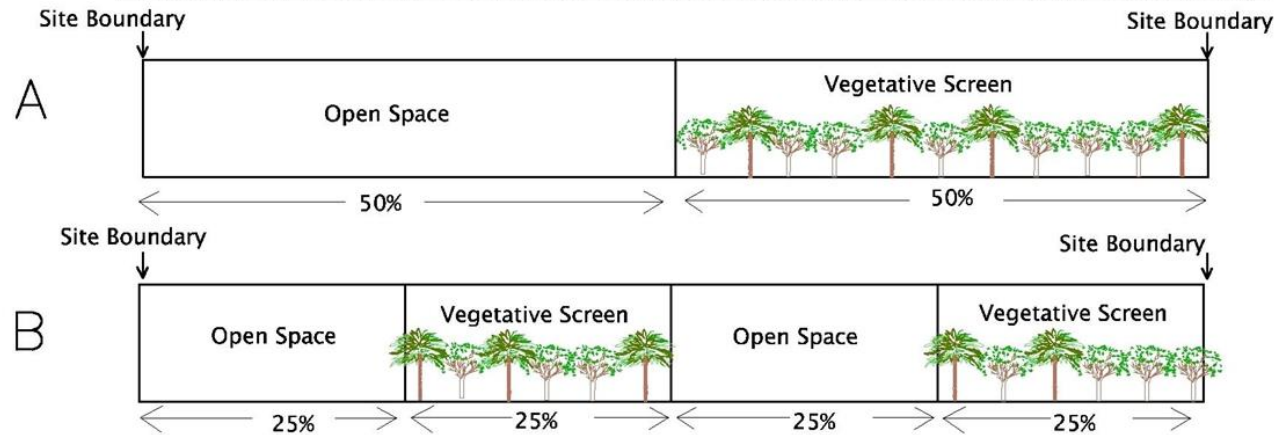 Site Boundary
Site Boundary
A
Open Space
Vegetative Screen
50%
50%
Site Boundary
Site Boundary
B
Open Space
Vegetative Screen
Open Space
Vegetative Screen
25%
25%
25%
25%